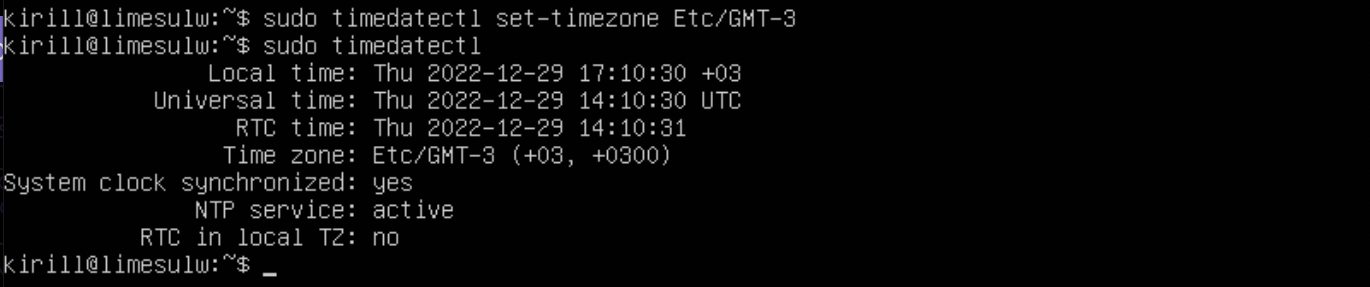 kirill@limesulw:~$ sudo timedatectl set-timezone Etc/GMT-3
kirill@limesulw:~$ sudo timedatectl
Local time: Thu 2022-12-29 17:10:30 +03
Universal time: Thu 2022-12-29 14:10:30 UTC
RTC time: Thu 2022-12-29 14:10:31
Time zone: Etc/GMT-3 (+03, +0300)
System clock synchronized: yes
NTP service: active
RTC in local TZ: no
kirill@limesulw:~$ _